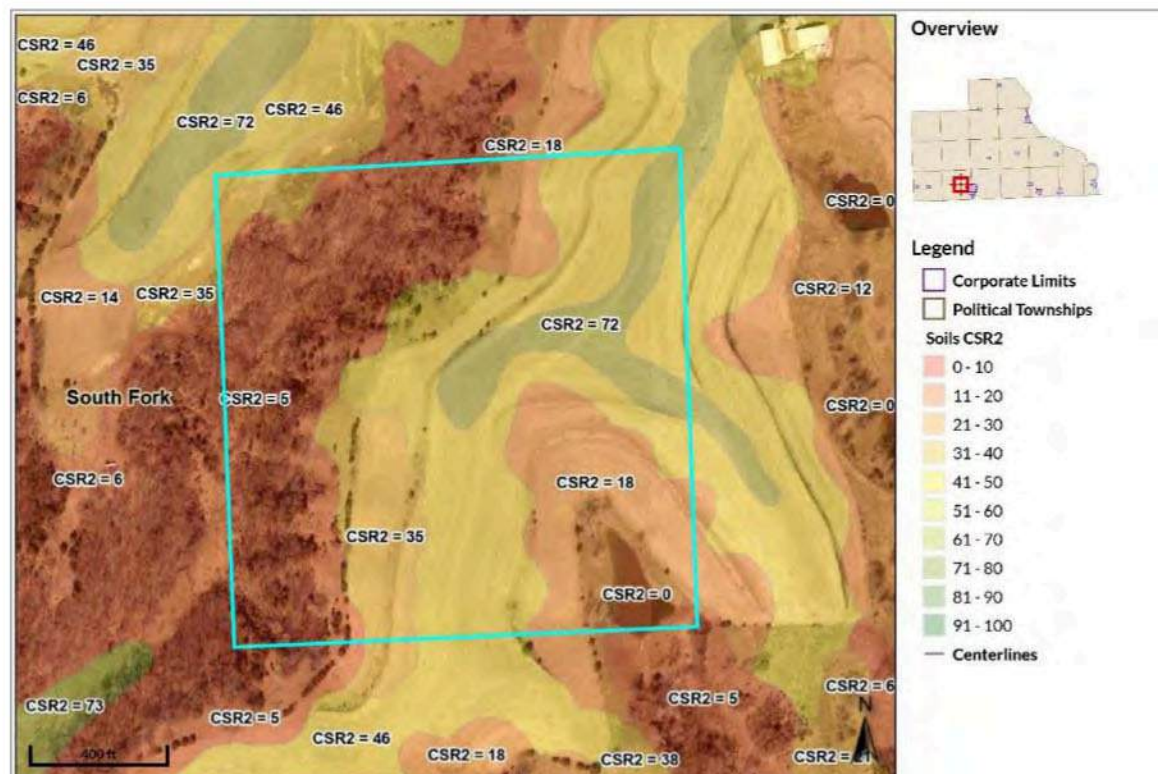 CSR2 = 46
CSR2 = 35
CSR2 = 6
CSR2 = 72
CSR2 = 46
CSR2 = 18
CSR2 = 0
CSR2 = 14
CSR2 = 35
CSR2 = 12
CSR2 = 72
South Fork
CSR2 = 5
CSR2 = 0
CSR2 = 6
CSR2 = 18
CSR2 = 35
CSR2 = 0
CSR2 = 73
CSR2 = 5
CSR2 = 5
CSR2 = 6
CSR2 = 46
CSR2 = 18
CSR2 = 38
N
400 ft
Overview
Legend
Corporate Limits
Political Townships
Soils CSR2
0 - 10
11 - 20
21 - 30
31 - 40
41 - 50
51 - 60
61 - 70
71 - 80
81 - 90
91 - 100
Centerlines